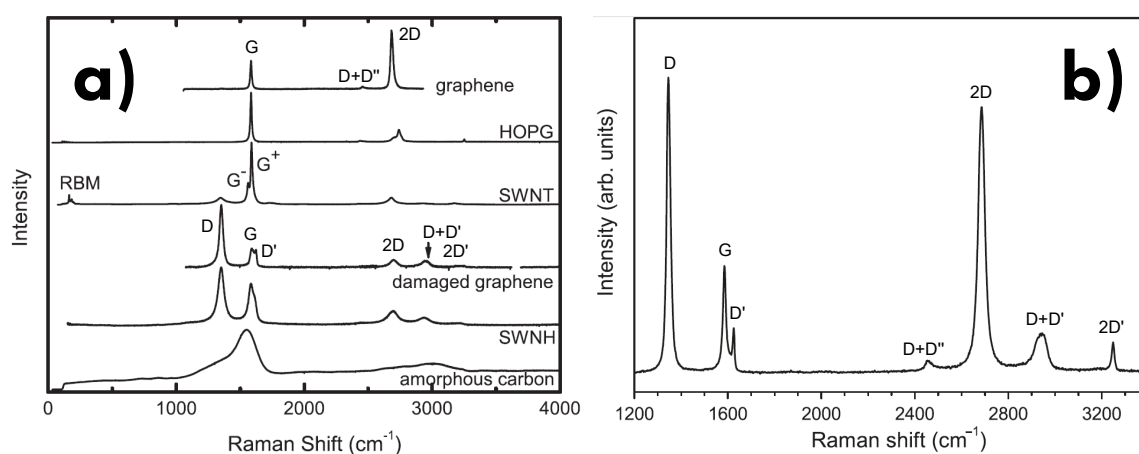 a)
G
D+D"
2D
graphene
HOPG
RBM
G⁻
G⁺
SWNT
D
G
D'
2D
D+D'
2D'
damaged graphene
SWNH
amorphous carbon
Intensity
0 1000 2000 3000 4000
Raman Shift (cm⁻¹)
b)
D
G
D'
D+D"
2D
D+D'
2D'
Intensity (arb. units)
1200 1600 2000 2400 2800 3200
Raman shift (cm⁻¹)